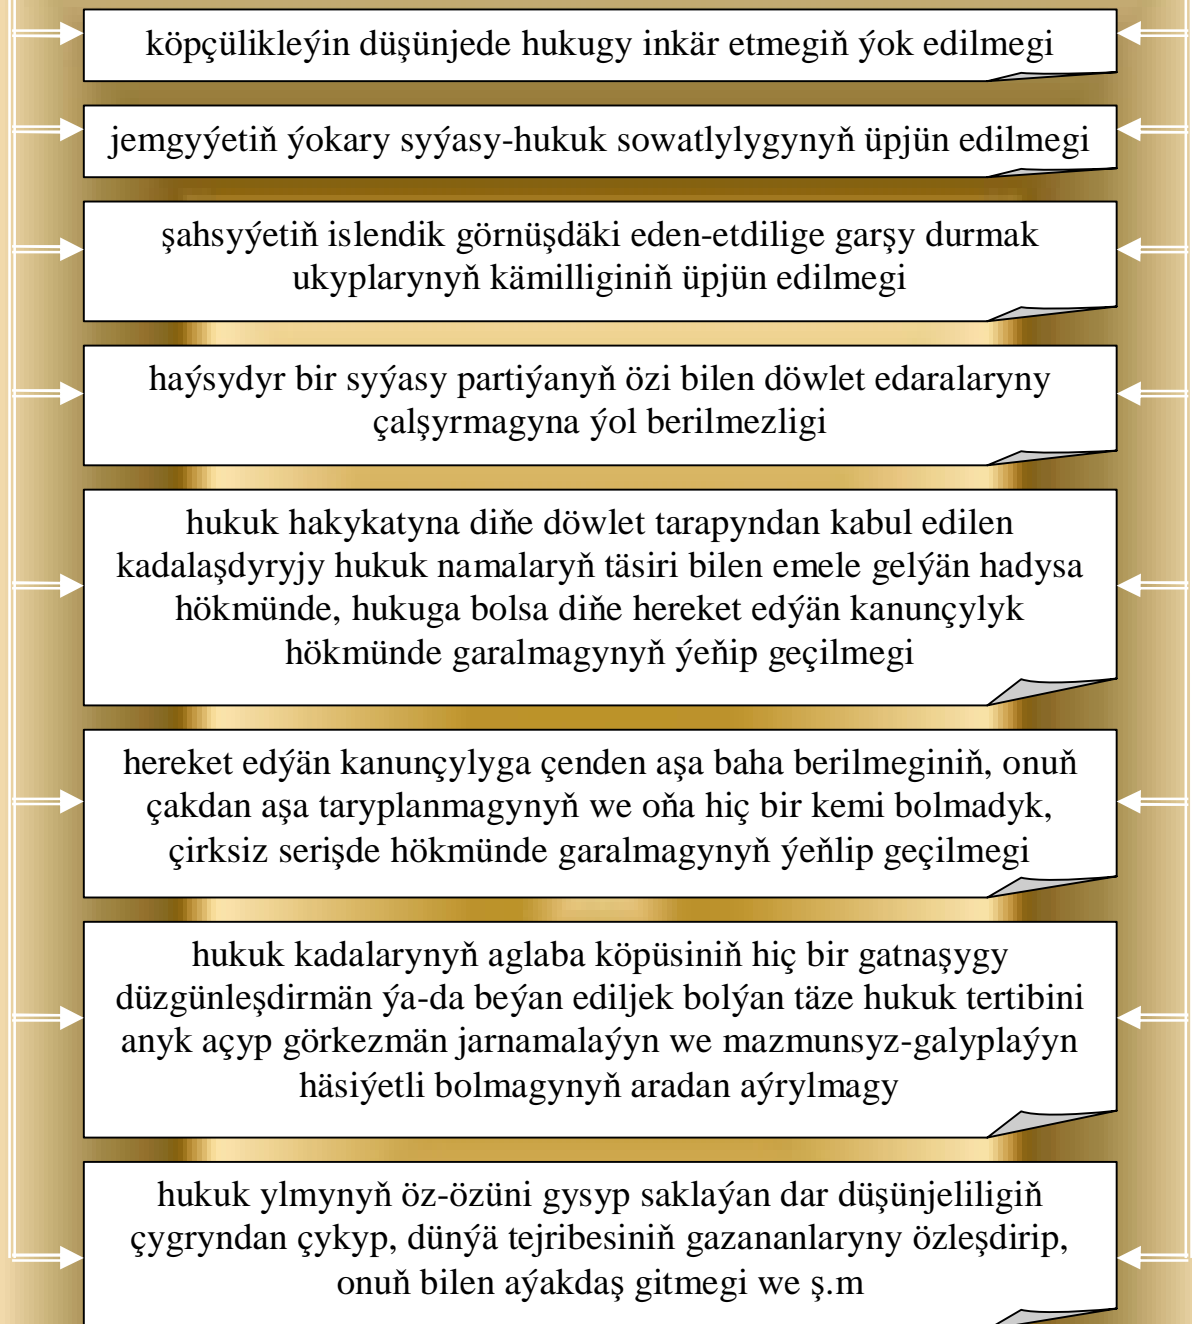 köpçülikleýin düşünjede hukugy inkär etmegiň ýok edilmegi
jemgyýetiň ýokary syýasy-hukuk sowatlylygynyň üpjün edilmegi
şahsyýetiň islendik görnüşdäki eden-etdilige garşy durmak
ukyplarynyň kämilliginiň üpjün edilmegi
haýsydyr bir syýasy partiýanyň özi bilen döwlet edaralaryny
çalşyrmagyna ýol berilmezligi
hukuk hakykatyna diňe döwlet tarapyndan kabul edilen
kadalaşdyryjy hukuk namalaryň täsiri bilen emele gelýän hadysa
hökmünde, hukuga bolsa diňe hereket edýän kanunçylyk
hökmünde garalmagynyň ýeňip geçilmegi
hereket edýän kanunçylyga çenden aşa baha berilmeginiň, onuň
çakdan aşa taryplanmagynyň we oňa hiç bir kemi bolmadyk,
çirksiz serişde hökmünde garalmagynyň ýeňlip geçilmegi
hukuk kadalarynyň aglaba köpüsiniň hiç bir gatnaşygy
düzgünleşdirmän ýa-da beýan ediljek bolýan täze hukuk tertibini
anyk açyp görkezmän jarnamalaýyn we mazmunsyz-galyplaýyn
häsiýetli bolmagynyň aradan aýrylmagy
hukuk ylmynyň öz-özüni gysyp saklaýan dar düşünjeliligiň
çygryndan çykyp, dünýä tejribesiniň gazananlaryny özleşdirip,
onuň bilen aýakdaş gitmegi we ş.m